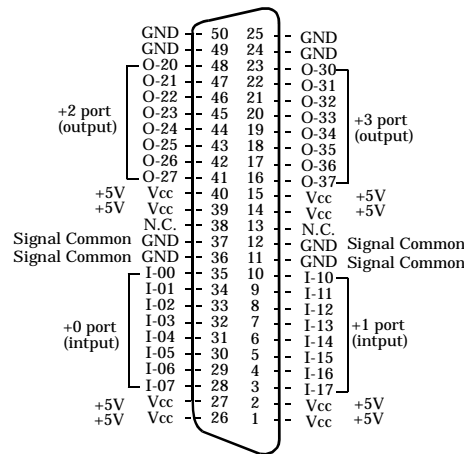 GND 50 25 GND
GND 49 24 GND
O-20 48 23 O-30
O-21 47 22 O-31
O-22 46 21 O-32
+2 port (output) O-23 45 20 O-33 +3 port (output)
O-24 44 19 O-34
O-25 43 18 O-35
O-26 42 17 O-36
O-27 41 16 O-37
+5V Vcc 40 15 Vcc +5V
+5V Vcc 39 14 Vcc +5V
N.C. 38 13 N.C.
Signal Common GND 37 12 GND Signal Common
Signal Common GND 36 11 GND Signal Common
I-00 35 10 I-10
I-01 34 9 I-11
I-02 33 8 I-12
+0 port (intput) I-03 32 7 I-13 +1 port (intput)
I-04 31 6 I-14
I-05 30 5 I-15
I-06 29 4 I-16
I-07 28 3 I-17
+5V Vcc 27 2 Vcc +5V
+5V Vcc 26 1 Vcc +5V